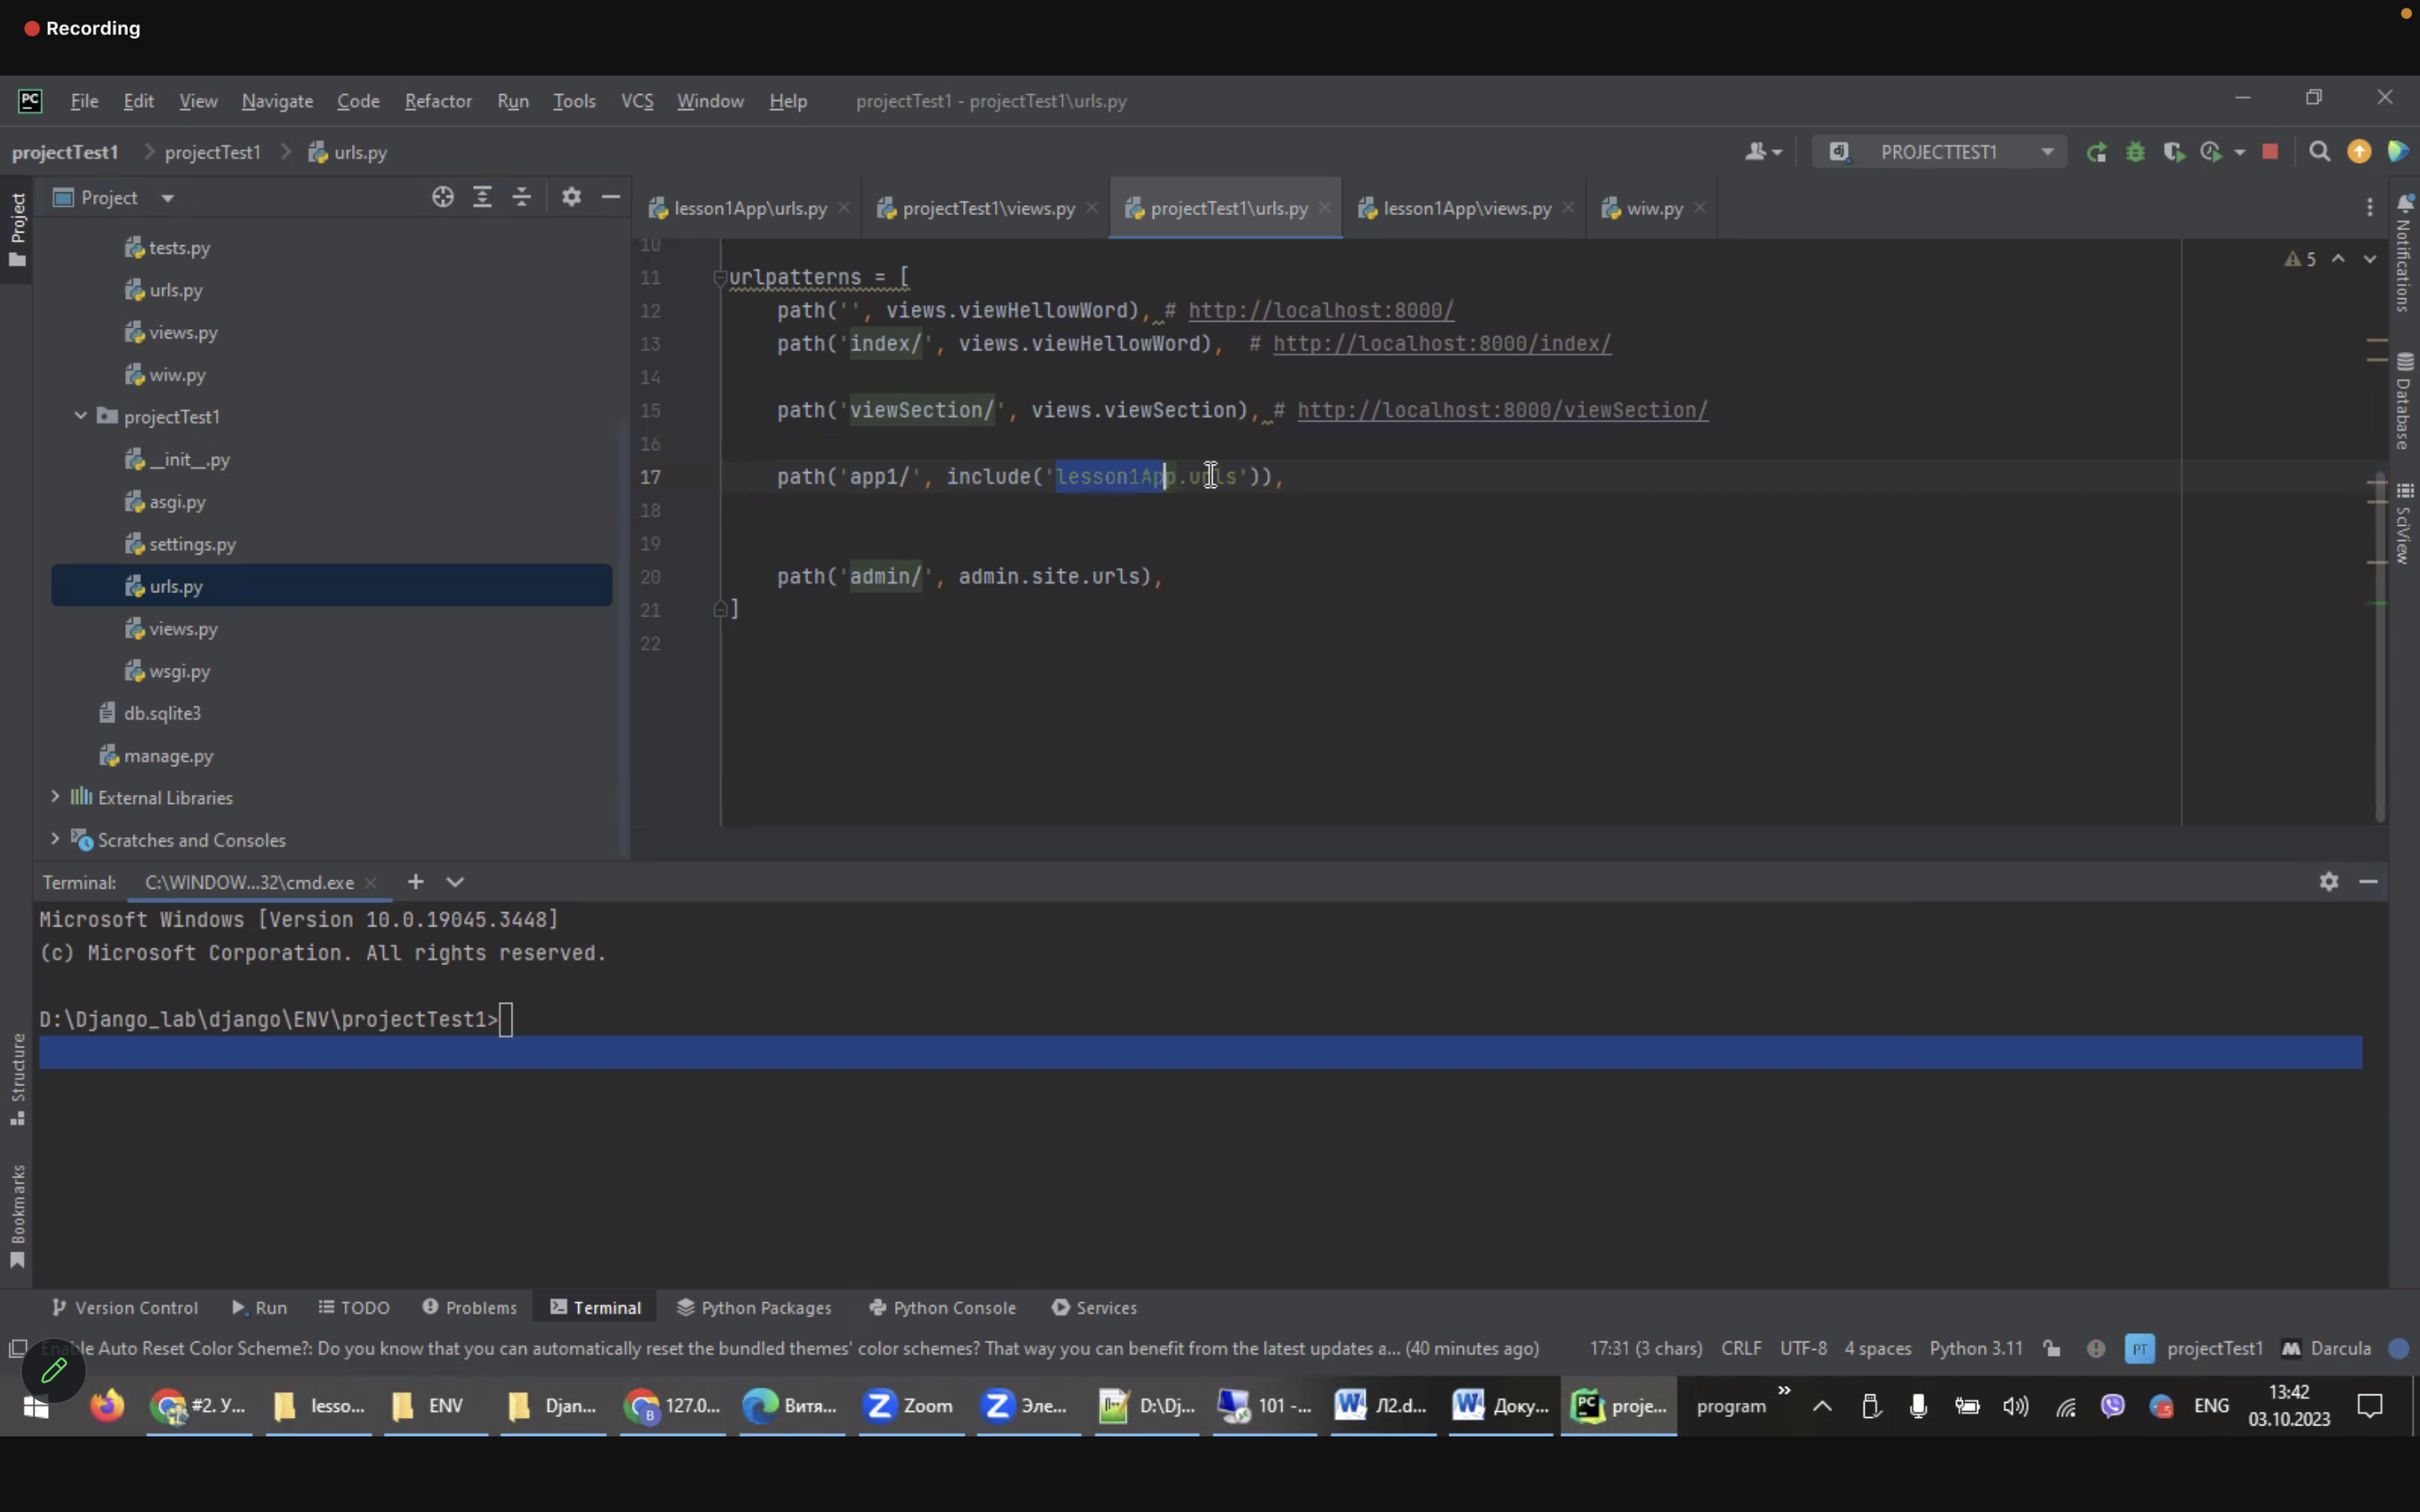 Recording
PC File Edit View Navigate Code Refactor Run Tools VCS Window Help projectTest1 - projectTest1\urls.py
projectTest1 projectTest1 urls.py PROJECTTEST1
Project lesson1App\urls.py projectTest1\views.py projectTest1\urls.py lesson1App\views.py wiw.py
Project
Notifications
Database
SciView
tests.py
urls.py
views.py
wiw.py
projectTest1
__init__.py
asgi.py
settings.py
urls.py
views.py
wsgi.py
db.sqlite3
manage.py
External Libraries
Scratches and Consoles
5
10
11 urlpatterns = [
12 path('', views.viewHelloWord), # http://localhost:8000/
13 path('index/', views.viewHelloWord),  # http://localhost:8000/index/
14
15 path('viewSection/', views.viewSection), # http://localhost:8000/viewSection/
16
17 path('app1/', include('lesson1App.urls')),
18
19
20 path('admin/', admin.site.urls),
21 ]
22
Terminal: C:\WINDOW...32\cmd.exe
Microsoft Windows [Version 10.0.19045.3448]
(c) Microsoft Corporation. All rights reserved.
D:\Django_lab\django\ENV\projectTest1>
Structure
Bookmarks
Version Control Run TODO Problems Terminal Python Packages Python Console Services
le Auto Reset Color Scheme?: Do you know that you can automatically reset the bundled themes' color schemes? That way you can benefit from the latest updates a... (40 minutes ago) 17:31 (3 chars) CRLF UTF-8 4 spaces Python 3.11 PT projectTest1 Darcula
#2. У... lesso... ENV Djan... 127.0... Витя... Zoom Эле... D:\Dj... 101 -... Л2.d... Доку... proje... program ENG 13:42
03.10.2023